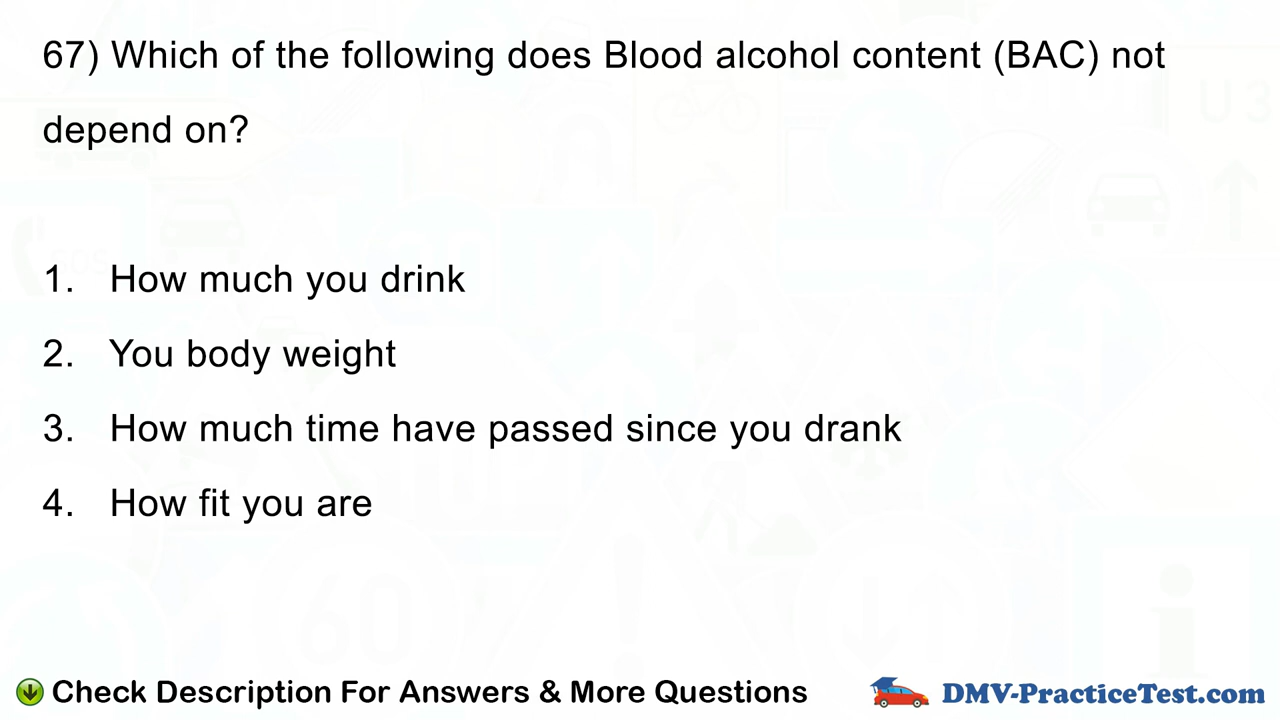 67) Which of the following does Blood alcohol content (BAC) not
depend on?
1. How much you drink
2. You body weight
3. How much time have passed since you drank
4. How fit you are
Check Description For Answers & More Questions
DMV-PracticeTest.com